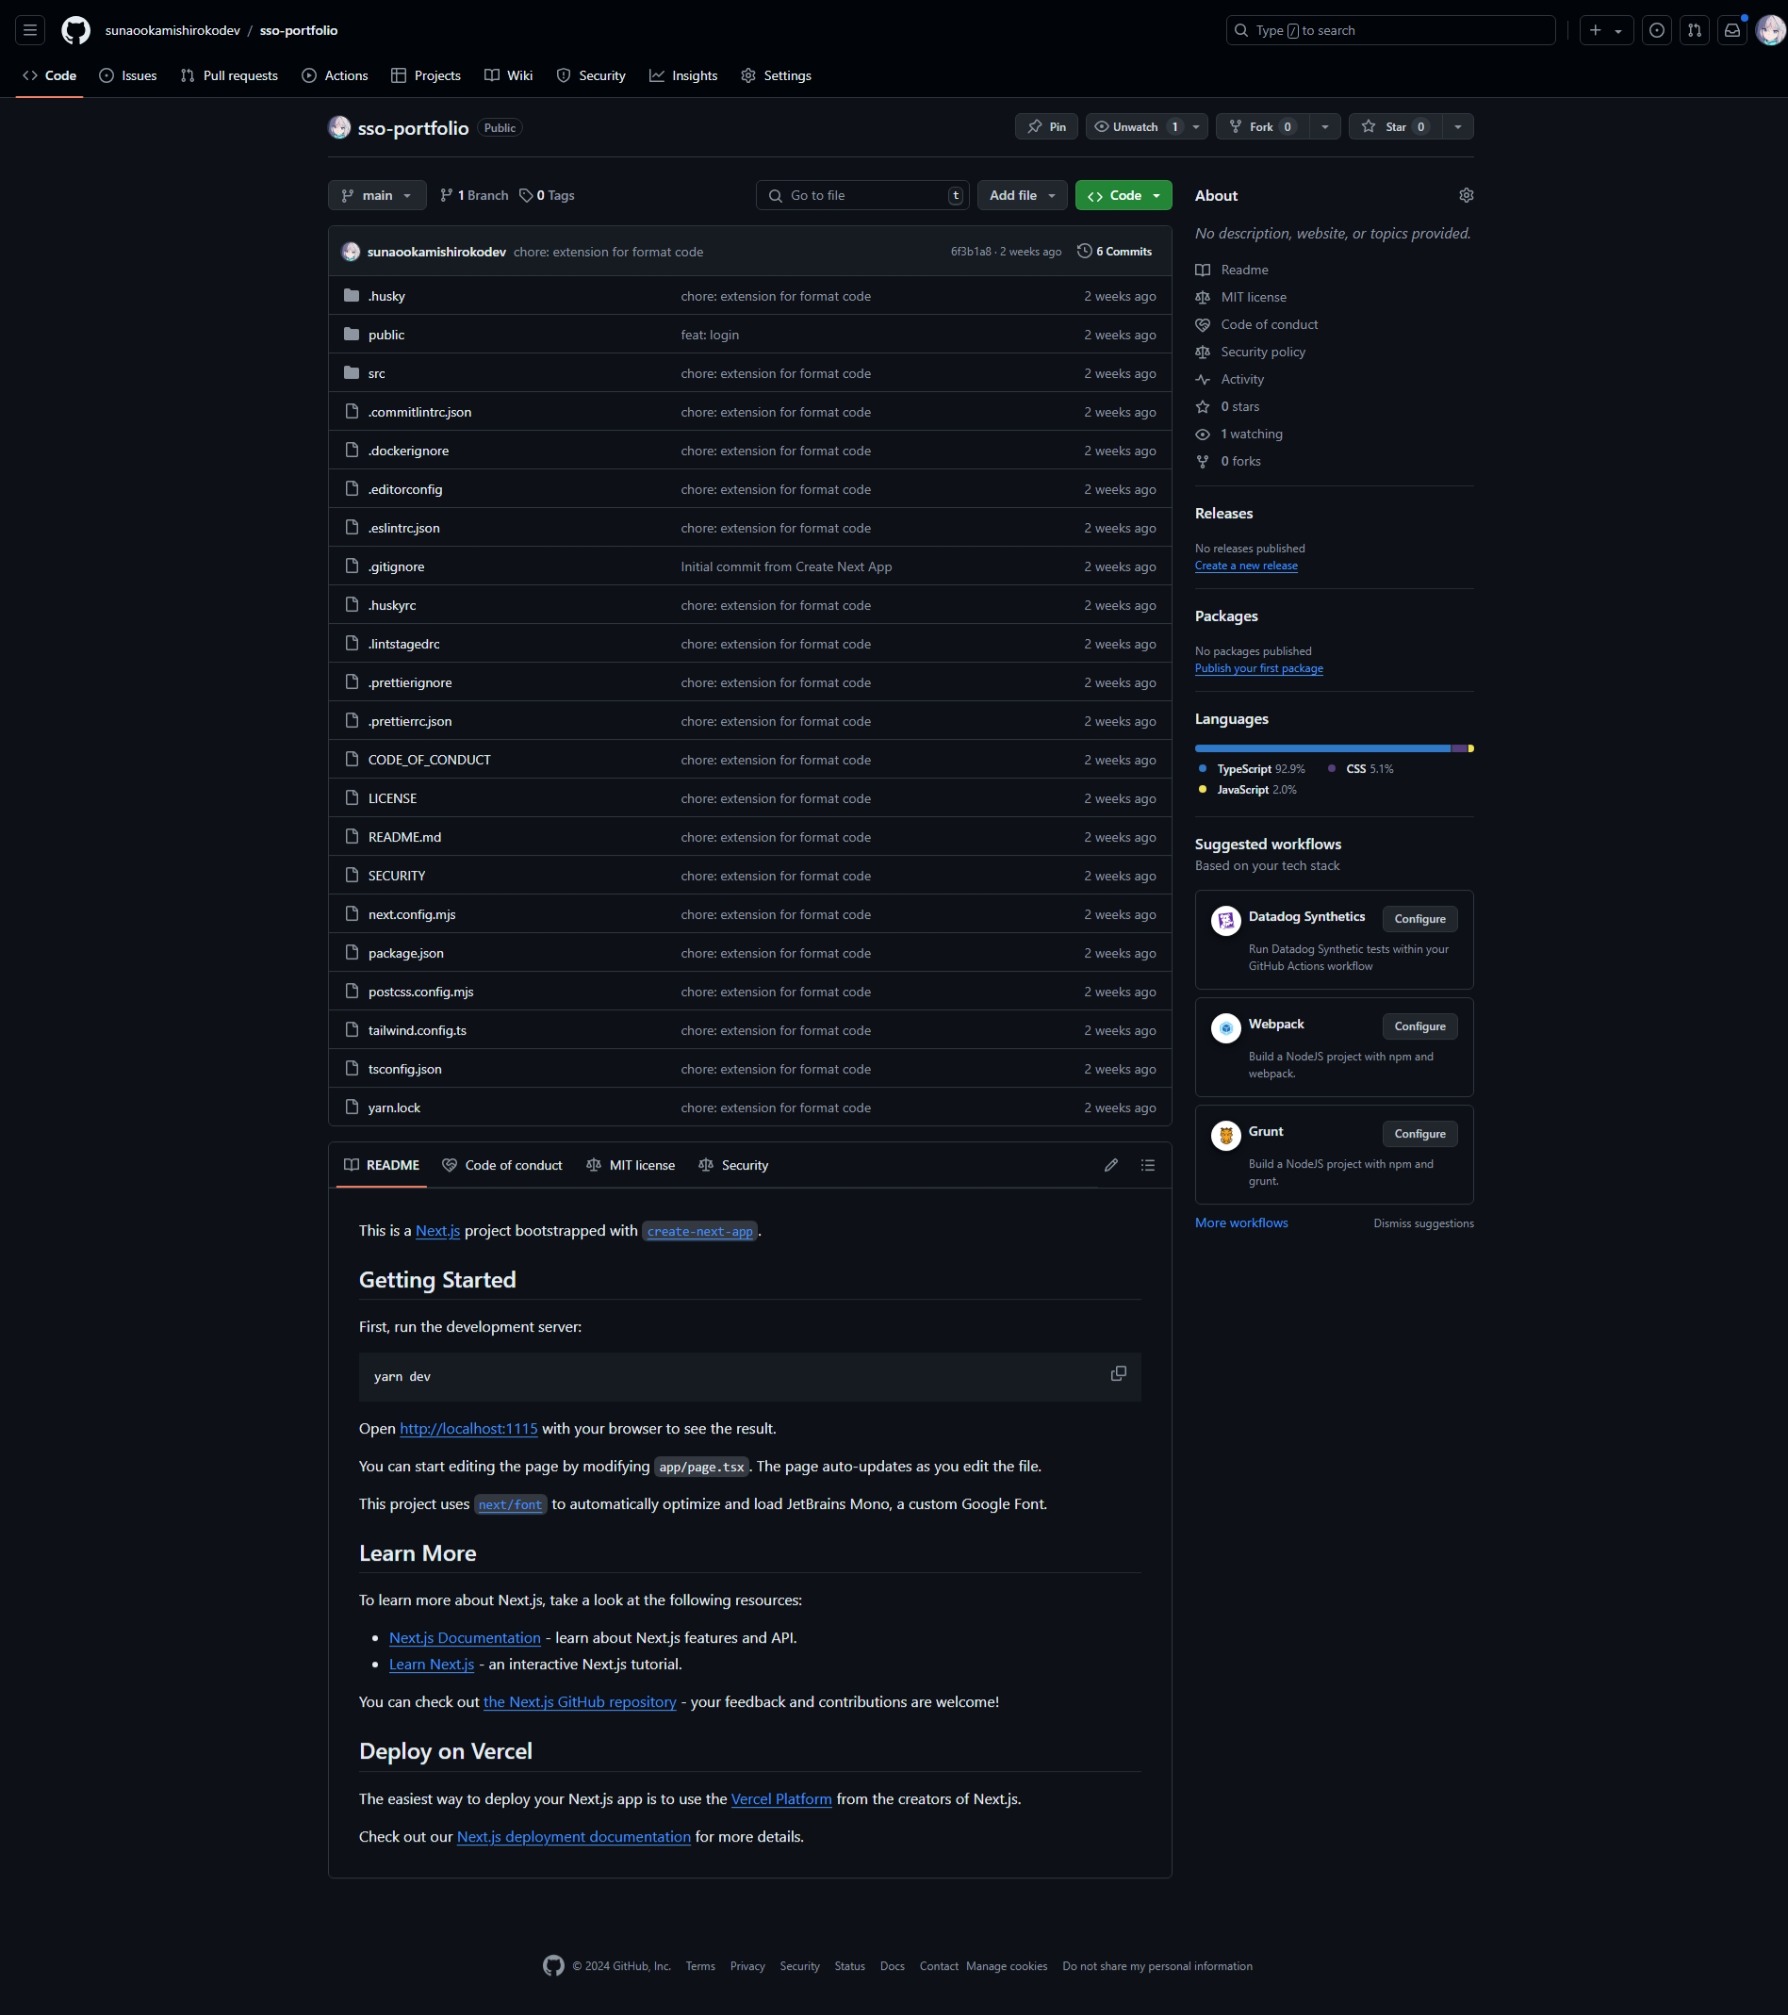 sunaookamishirokodev / sso-portfolio
Type / to search
Code Issues Pull requests Actions Projects Wiki Security Insights Settings
sso-portfolio Public
Pin Unwatch 1 Fork 0 Star 0
main 1 Branch 0 Tags
Go to file t Add file Code
sunaookamishirokodev chore: extension for format code 6f3b1a8 · 2 weeks ago 6 Commits
.husky chore: extension for format code 2 weeks ago
public feat: login 2 weeks ago
src chore: extension for format code 2 weeks ago
.commitlintrc.json chore: extension for format code 2 weeks ago
.dockerignore chore: extension for format code 2 weeks ago
.editorconfig chore: extension for format code 2 weeks ago
.eslintrc.json chore: extension for format code 2 weeks ago
.gitignore Initial commit from Create Next App 2 weeks ago
.huskyrc chore: extension for format code 2 weeks ago
.lintstagedrc chore: extension for format code 2 weeks ago
.prettierignore chore: extension for format code 2 weeks ago
.prettierrc.json chore: extension for format code 2 weeks ago
CODE_OF_CONDUCT chore: extension for format code 2 weeks ago
LICENSE chore: extension for format code 2 weeks ago
README.md chore: extension for format code 2 weeks ago
SECURITY chore: extension for format code 2 weeks ago
next.config.mjs chore: extension for format code 2 weeks ago
package.json chore: extension for format code 2 weeks ago
postcss.config.mjs chore: extension for format code 2 weeks ago
tailwind.config.ts chore: extension for format code 2 weeks ago
tsconfig.json chore: extension for format code 2 weeks ago
yarn.lock chore: extension for format code 2 weeks ago
README Code of conduct MIT license Security
This is a Next.js project bootstrapped with create-next-app.
Getting Started
First, run the development server:
yarn dev
Open http://localhost:1115 with your browser to see the result.
You can start editing the page by modifying app/page.tsx. The page auto-updates as you edit the file.
This project uses next/font to automatically optimize and load JetBrains Mono, a custom Google Font.
Learn More
To learn more about Next.js, take a look at the following resources:
• Next.js Documentation - learn about Next.js features and API.
• Learn Next.js - an interactive Next.js tutorial.
You can check out the Next.js GitHub repository - your feedback and contributions are welcome!
Deploy on Vercel
The easiest way to deploy your Next.js app is to use the Vercel Platform from the creators of Next.js.
Check out our Next.js deployment documentation for more details.
About
No description, website, or topics provided.
Readme
MIT license
Code of conduct
Security policy
Activity
0 stars
1 watching
0 forks
Releases
No releases published
Create a new release
Packages
No packages published
Publish your first package
Languages
TypeScript 92.9% CSS 5.1%
JavaScript 2.0%
Suggested workflows
Based on your tech stack
Datadog Synthetics Configure
Run Datadog Synthetic tests within your
GitHub Actions workflow
Webpack Configure
Build a NodeJS project with npm and
webpack.
Grunt Configure
Build a NodeJS project with npm and
grunt.
More workflows Dismiss suggestions
© 2024 GitHub, Inc. Terms Privacy Security Status Docs Contact Manage cookies Do not share my personal information